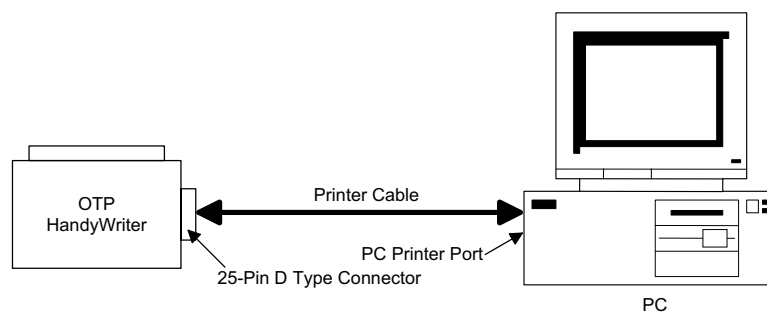 OTP
HandyWriter
Printer Cable
PC Printer Port
25-Pin D Type Connector
PC